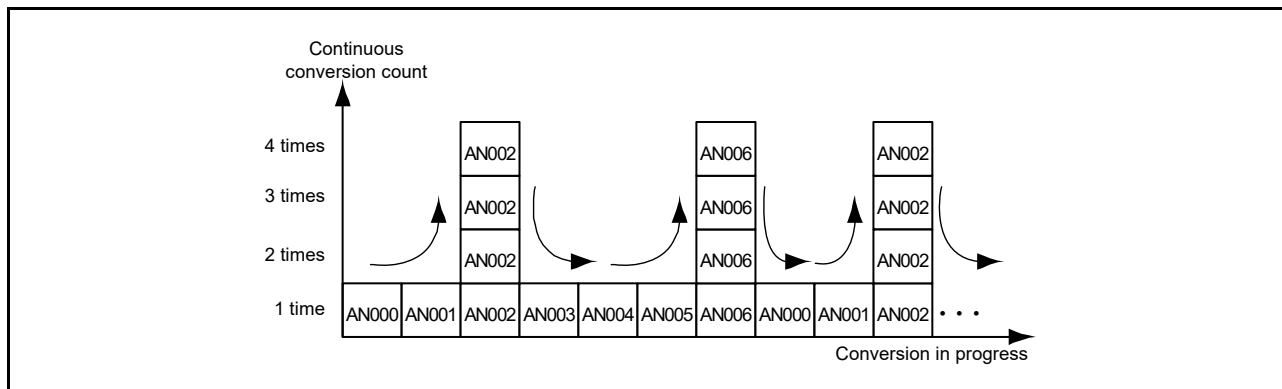 Continuous
conversion count
4 times
AN002
AN006
AN002
3 times
AN002
AN006
AN002
2 times
AN002
AN006
AN002
1 time
AN000
AN001
AN002
AN003
AN004
AN005
AN006
AN000
AN001
AN002
· · ·
Conversion in progress